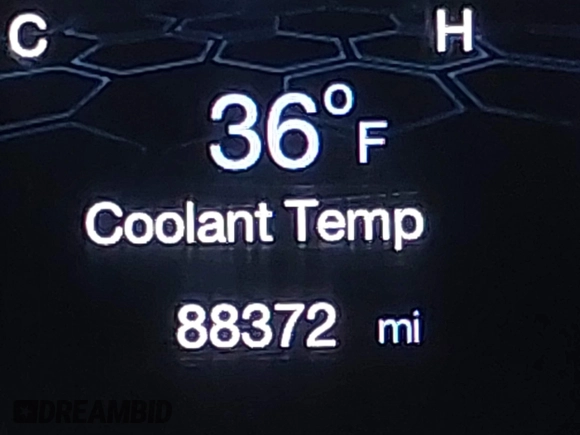 C H
36°F
Coolant Temp
88372 mi
DREAMBID